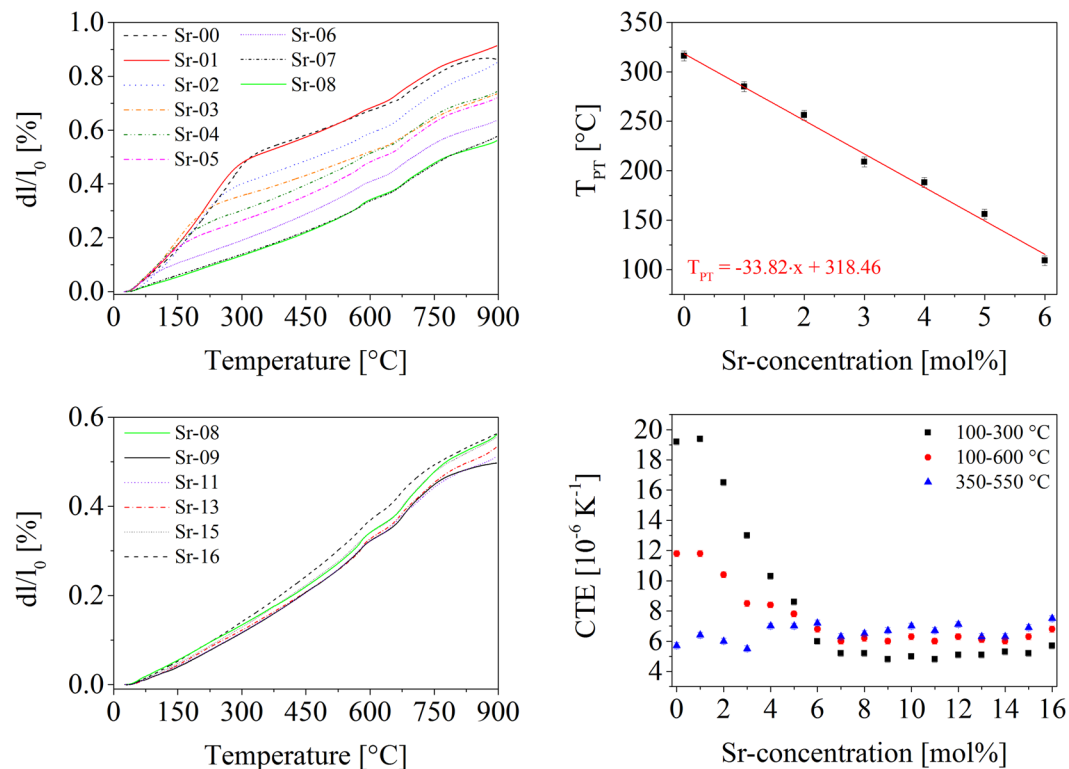 1.0
0.8
0.6
0.4
0.2
0.0
dl/l0 [%]
Sr-00
Sr-01
Sr-02
Sr-03
Sr-04
Sr-05
Sr-06
Sr-07
Sr-08
0 150 300 450 600 750 900
Temperature [°C]
350
300
250
200
150
100
TPT [°C]
TPT = -33.82·x + 318.46
0 1 2 3 4 5 6
Sr-concentration [mol%]
0.6
0.4
0.2
0.0
dl/l0 [%]
Sr-08
Sr-09
Sr-11
Sr-13
Sr-15
Sr-16
0 150 300 450 600 750 900
Temperature [°C]
20
18
16
14
12
10
8
6
4
CTE [10-6 K-1]
100-300 °C
100-600 °C
350-550 °C
0 2 4 6 8 10 12 14 16
Sr-concentration [mol%]